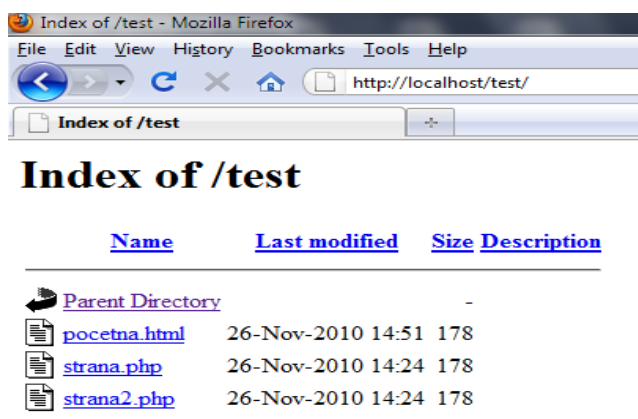 Index of /test - Mozilla Firefox
File Edit View History Bookmarks Tools Help
http://localhost/test/
Index of /test
Index of /test
Name Last modified Size Description
Parent Directory -
pocetna.html 26-Nov-2010 14:51 178
strana.php 26-Nov-2010 14:24 178
strana2.php 26-Nov-2010 14:24 178